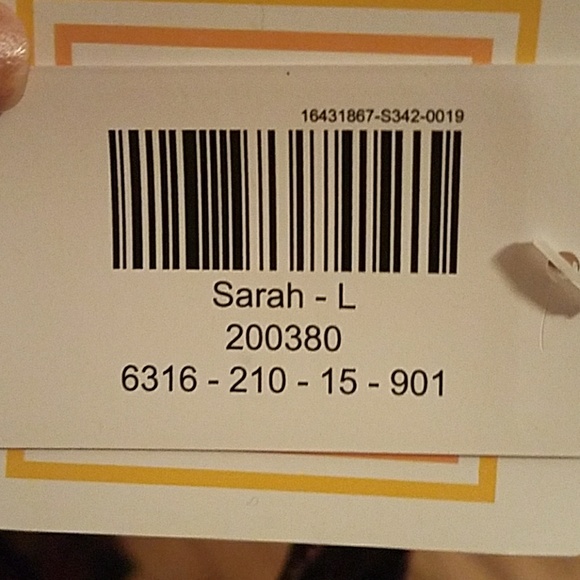 16431867-S342-0019
Sarah - L
200380
6316 - 210 - 15 - 901